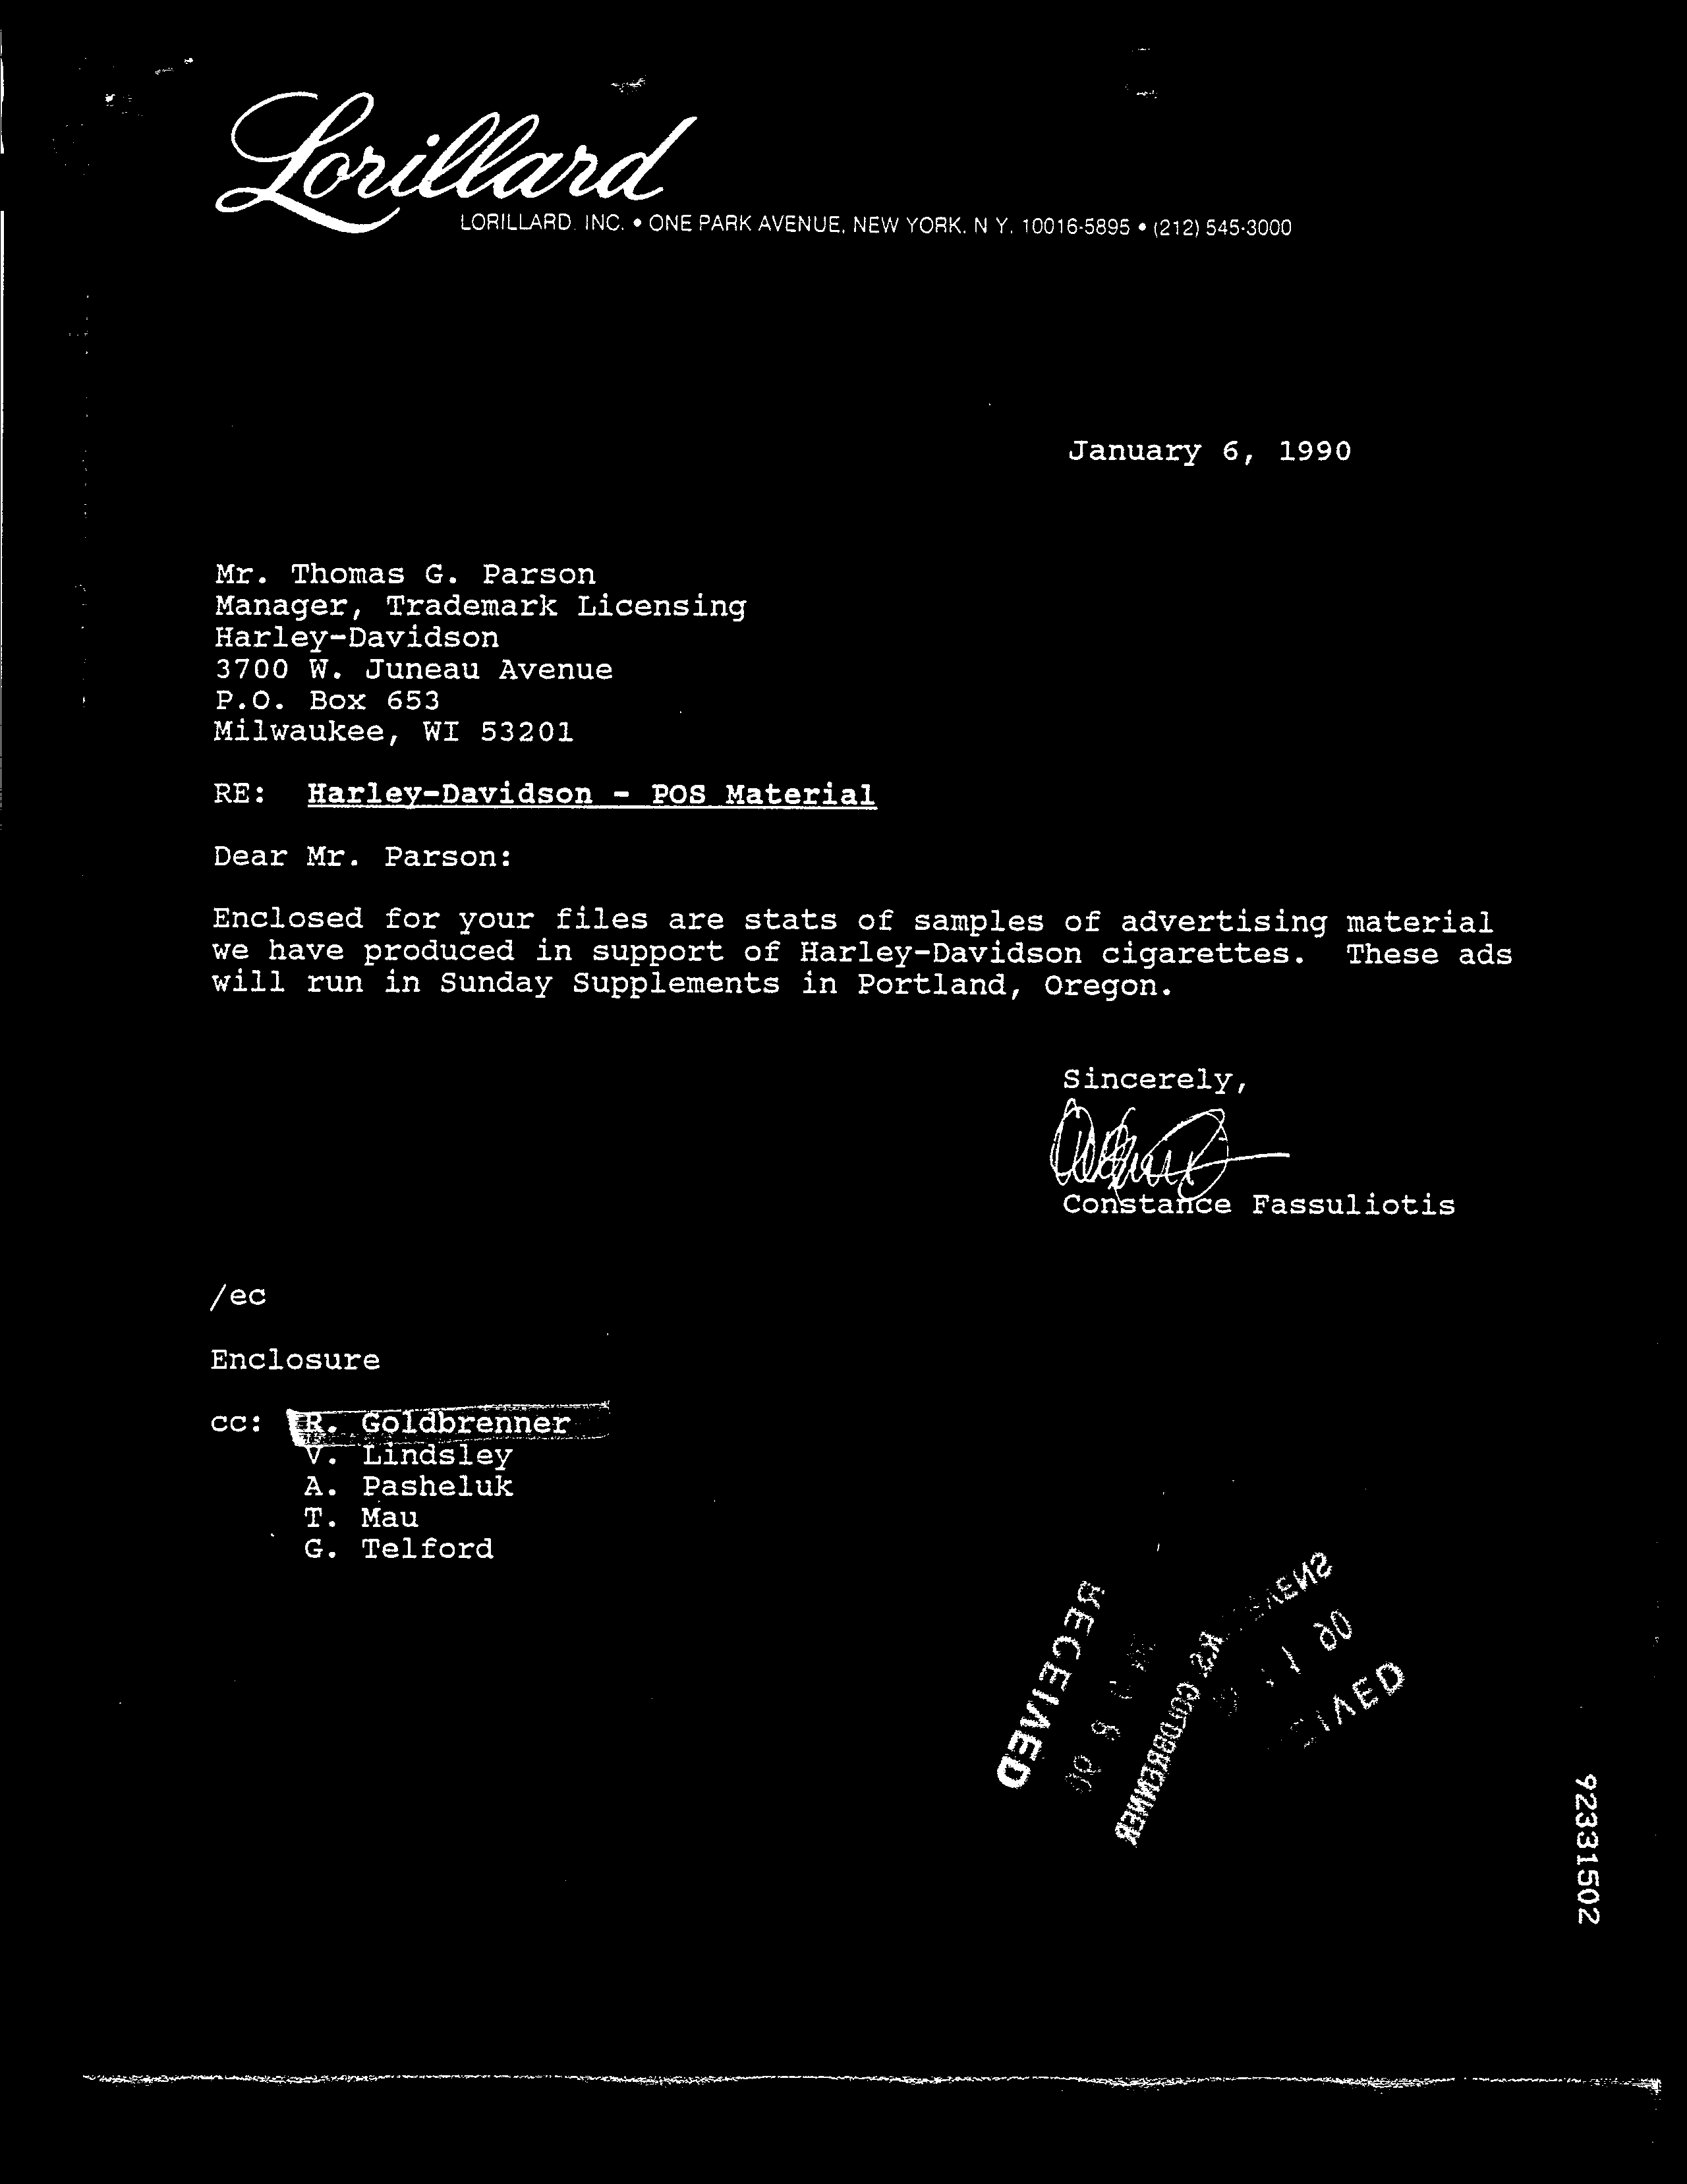 Lorillard
LORILLARD. INC. • ONE PARK AVENUE, NEW YORK, N Y. 10016-5895 • (212) 545-3000
January 6, 1990
Mr. Thomas G. Parson
Manager, Trademark Licensing
Harley-Davidson
3700 W. Juneau Avenue
P.O. Box 653
Milwaukee, WI 53201
RE: Harley-Davidson - POS Material
Dear Mr. Parson:
Enclosed for your files are stats of samples of advertising material
we have produced in support of Harley-Davidson cigarettes. These ads
will run in Sunday Supplements in Portland, Oregon.
Sincerely,
Constance Fassuliotis
/ec
Enclosure
cc: R. Goldbrenner
V. Lindsley
A. Pasheluk
T. Mau
G. Telford
RECEIVED
GOLDBRENNER
92331502